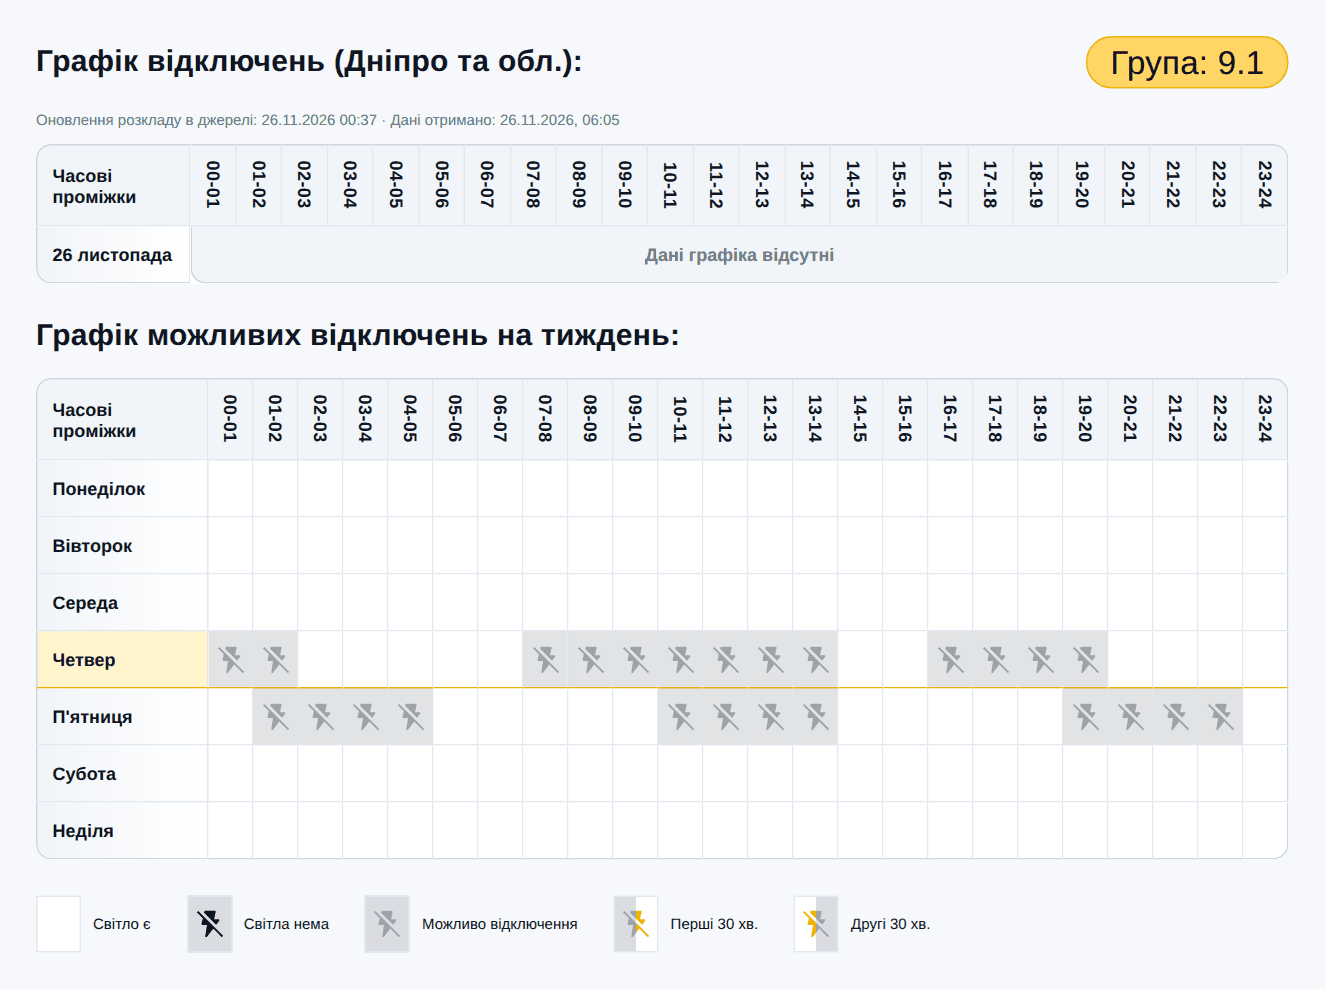 Графік відключень (Дніпро та обл.):
Група: 9.1
Оновлення розкладу в джерелі: 26.11.2026 00:37 · Дані отримано: 26.11.2026, 06:05
Часові
проміжки
00-01 01-02 02-03 03-04 04-05 05-06 06-07 07-08 08-09 09-10 10-11 11-12 12-13 13-14 14-15 15-16 16-17 17-18 18-19 19-20 20-21 21-22 22-23 23-24
26 листопада
Дані графіка відсутні
Графік можливих відключень на тиждень:
Часові
проміжки
00-01 01-02 02-03 03-04 04-05 05-06 06-07 07-08 08-09 09-10 10-11 11-12 12-13 13-14 14-15 15-16 16-17 17-18 18-19 19-20 20-21 21-22 22-23 23-24
Понеділок
Вівторок
Середа
Четвер
П'ятниця
Субота
Неділя
Світло є
Світла нема
Можливо відключення
Перші 30 хв.
Другі 30 хв.